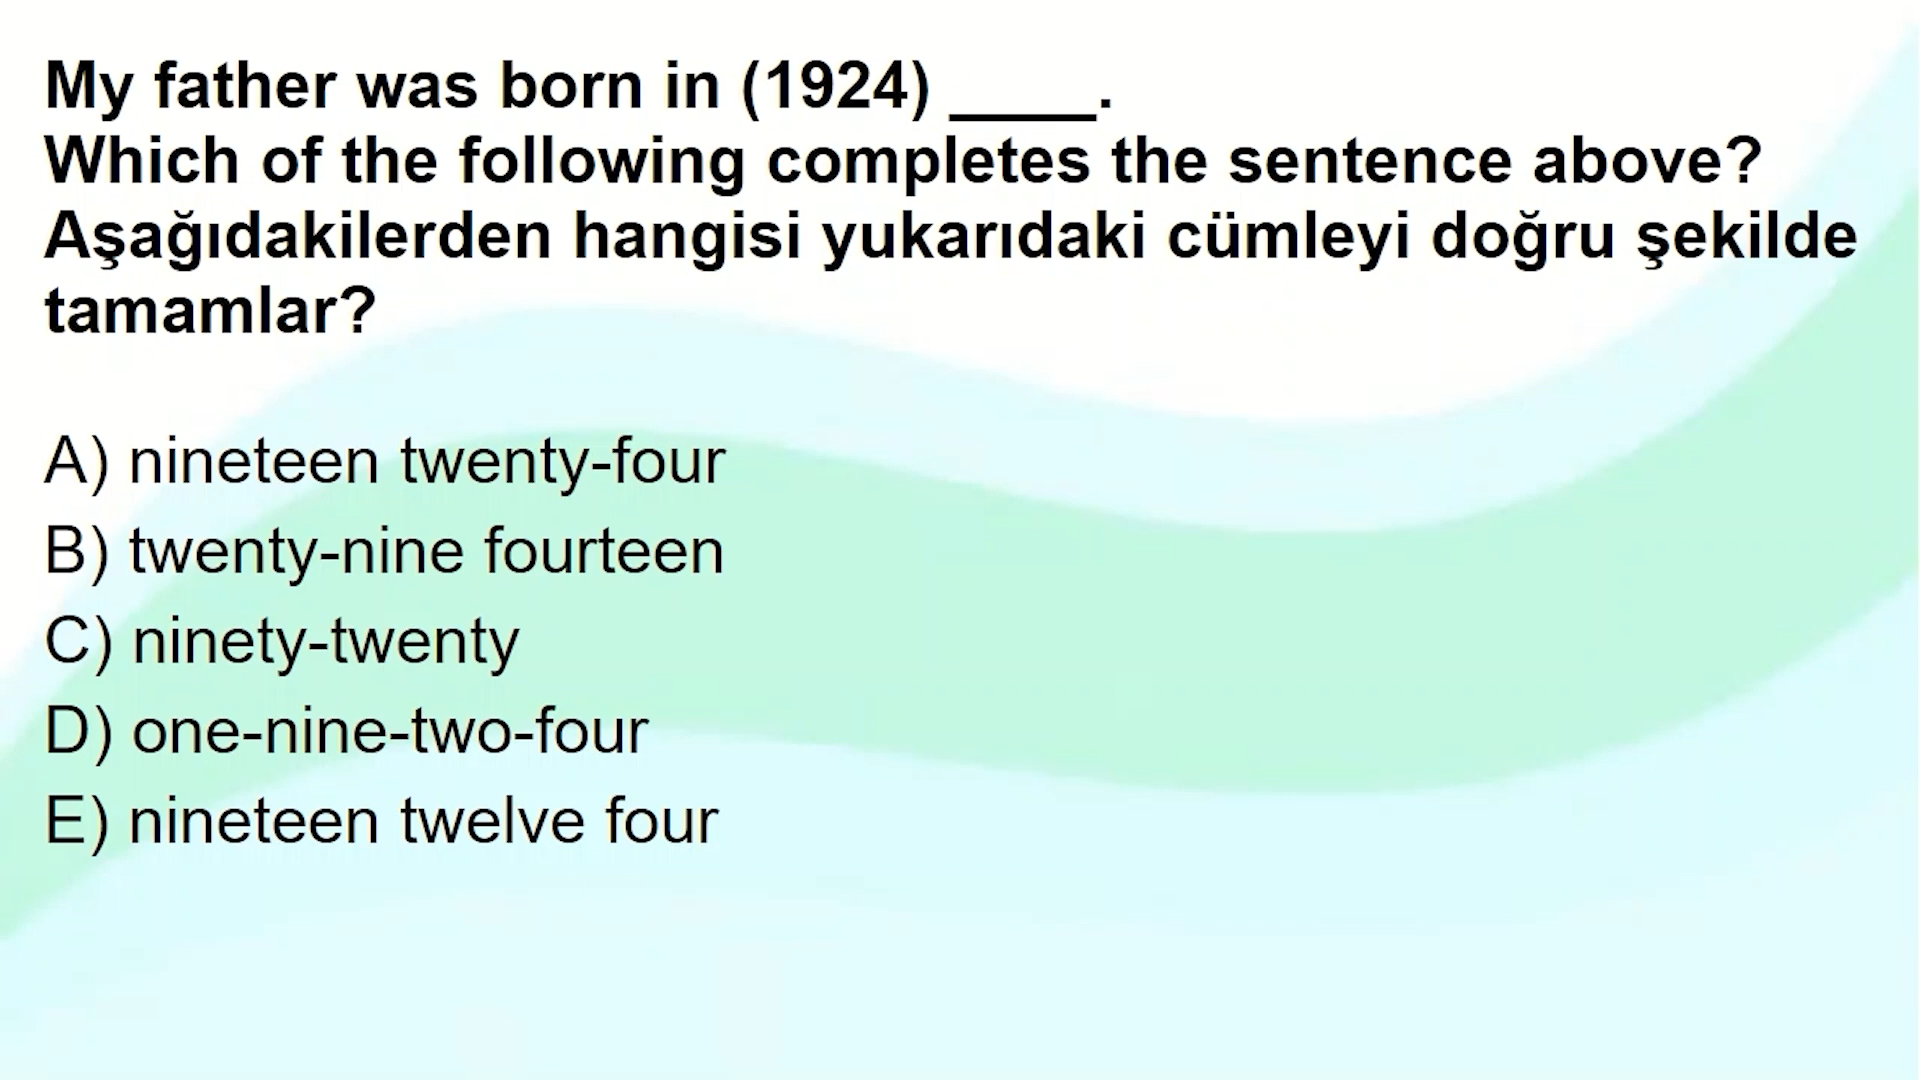 My father was born in (1924) ____.
Which of the following completes the sentence above?
Aşağıdakilerden hangisi yukarıdaki cümleyi doğru şekilde
tamamlar?
A) nineteen twenty-four
B) twenty-nine fourteen
C) ninety-twenty
D) one-nine-two-four
E) nineteen twelve four